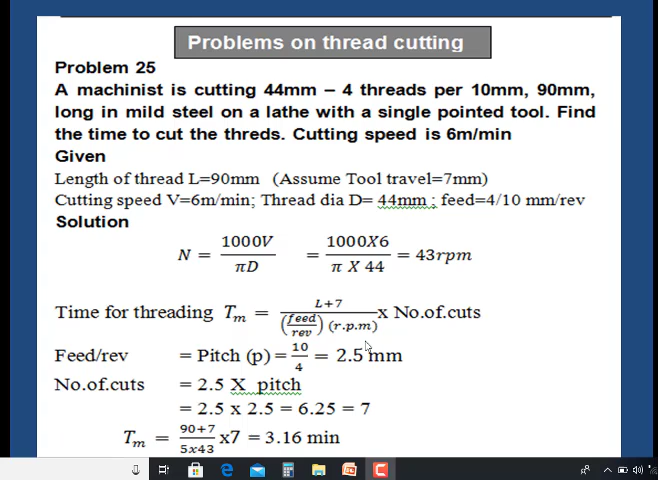 Problems on thread cutting
Problem 25
A machinist is cutting 44mm – 4 threads per 10mm, 90mm,
long in mild steel on a lathe with a single pointed tool. Find
the time to cut the threds. Cutting speed is 6m/min
Given
Length of thread L=90mm (Assume Tool travel=7mm)
Cutting speed V=6m/min; Thread dia D= 44mm ; feed=4/10 mm/rev
Solution
N = 1000V / πD = 1000X6 / π X 44 = 43rpm
Time for threading Tm = L+7 / (feed/rev) (r.p.m) x No.of.cuts
Feed/rev = Pitch (p) = 10/4 = 2.5 mm
No.of.cuts = 2.5 X pitch
= 2.5 x 2.5 = 6.25 = 7
Tm = 90+7 / 5x43 x7 = 3.16 min